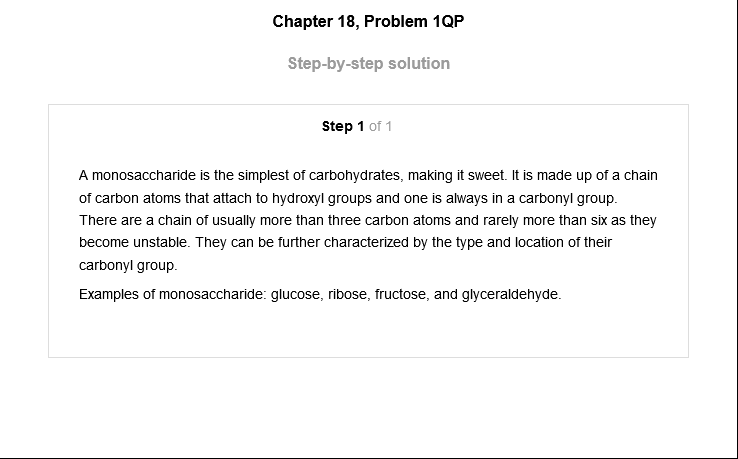 Chapter 18, Problem 1QP
Step-by-step solution
Step 1 of 1
A monosaccharide is the simplest of carbohydrates, making it sweet. It is made up of a chain
of carbon atoms that attach to hydroxyl groups and one is always in a carbonyl group.
There are a chain of usually more than three carbon atoms and rarely more than six as they
become unstable. They can be further characterized by the type and location of their
carbonyl group.
Examples of monosaccharide: glucose, ribose, fructose, and glyceraldehyde.